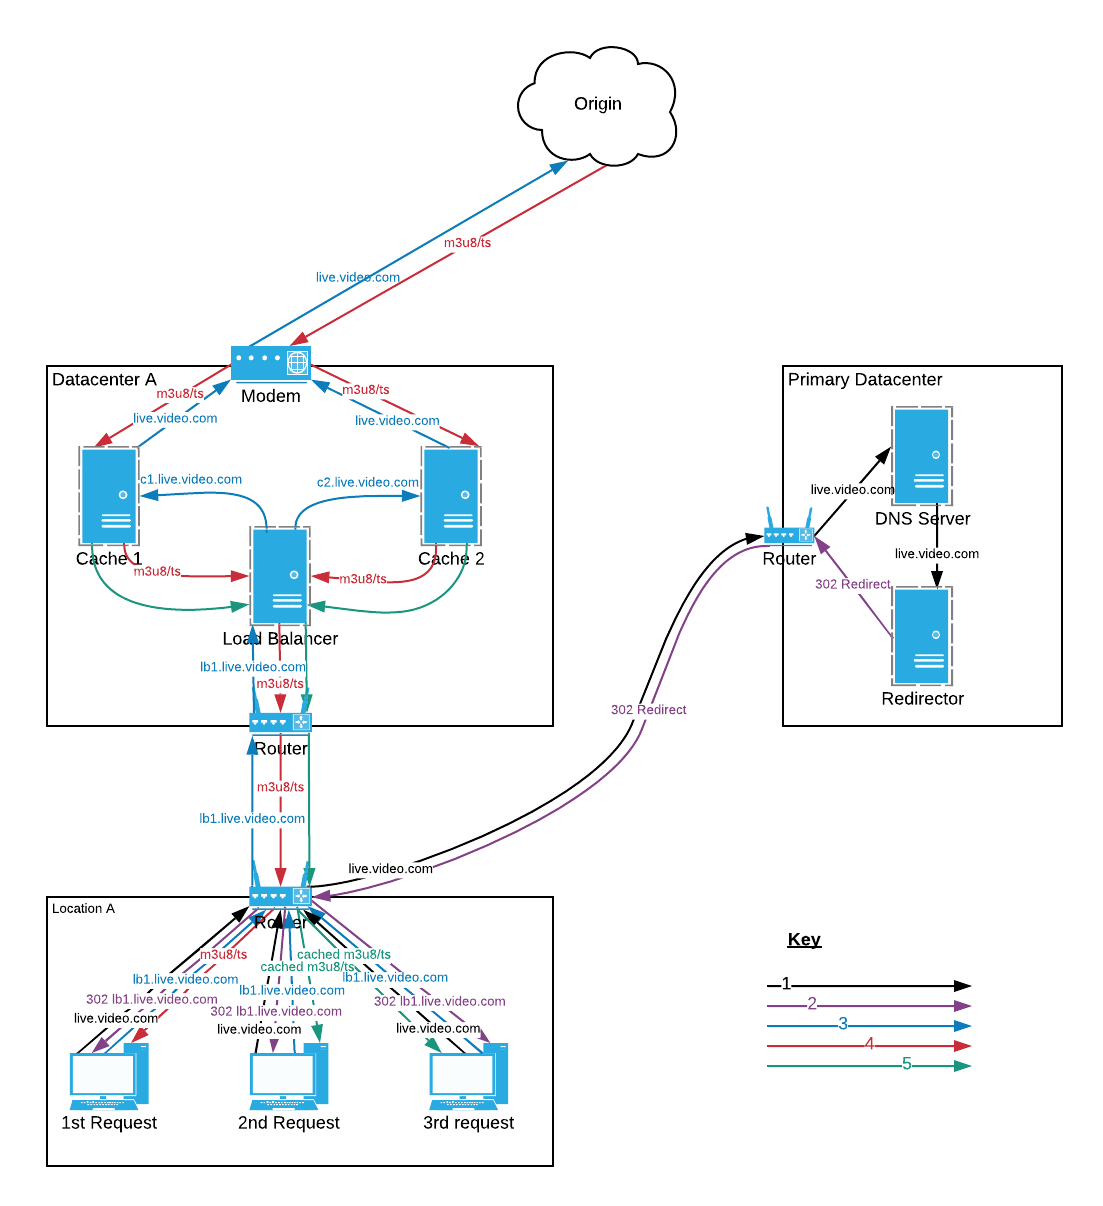 Origin
m3u8/ts
live.video.com
Datacenter A
Modem
m3u8/ts
m3u8/ts
live.video.com
live.video.com
c1.live.video.com
c2.live.video.com
Cache 1
Cache 2
m3u8/ts
m3u8/ts
Load Balancer
lb1.live.video.com
m3u8/ts
Router
m3u8/ts
lb1.live.video.com
Primary Datacenter
live.video.com
DNS Server
live.video.com
Router
302 Redirect
Redirector
302 Redirect
live.video.com
Location A
Router
m3u8/ts
cached m3u8/ts
cached m3u8/ts
lb1.live.video.com
lb1.live.video.com
lb1.live.video.com
302 lb1.live.video.com
302 lb1.live.video.com
302 lb1.live.video.com
live.video.com
live.video.com
live.video.com
1st Request
2nd Request
3rd request
Key
1
2
3
4
5